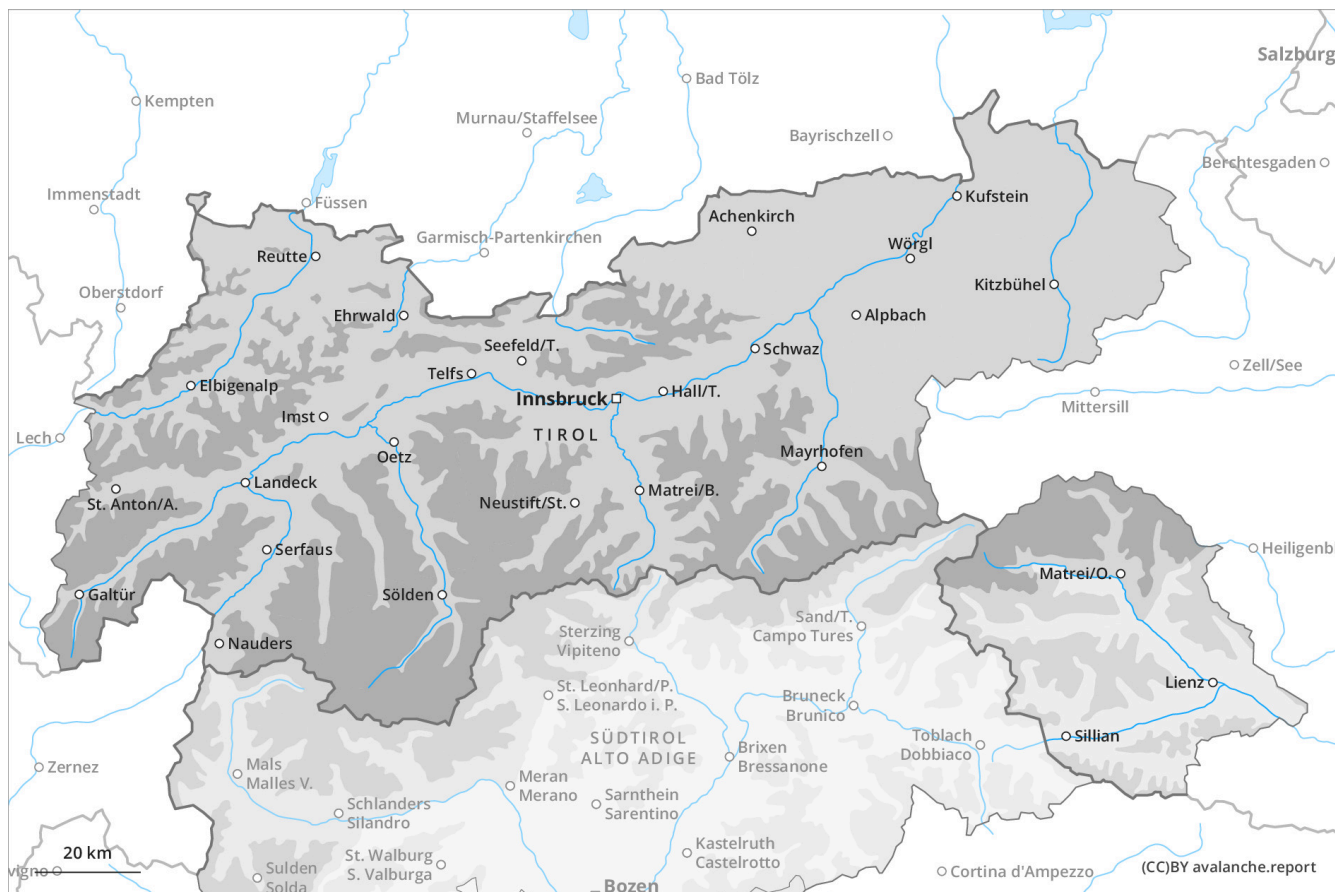 Salzburg
Bad Tölz
Kempten
Murnau/Staffelsee
Bayrischzell
Berchtesgaden
Immenstadt
Füssen
Kufstein
Achenkirch
Garmisch-Partenkirchen
Wörgl
Reutte
Oberstdorf
Kitzbühel
Ehrwald
Alpbach
Seefeld/T.
Schwaz
Zell/See
Telfs
Elbigenalp
Hall/T.
Innsbruck
Mittersill
Imst
Lech
TIROL
Oetz
Mayrhofen
Landeck
Matrei/B.
St. Anton/A.
Neustift/St.
Serfaus
Heiligenb
Matrei/O.
Galtür
Sölden
Sand/T.
Campo Tures
Sterzing
Vipiteno
Nauders
Lienz
St. Leonhard/P.
S. Leonardo i. P.
Bruneck
Brunico
Sillian
Toblach
Dobbiaco
SÜDTIROL
ALTO ADIGE
Brixen
Bressanone
Zernez
Mals
Malles V.
Meran
Merano
Schlanders
Silandro
Sarnthein
Sarentino
Kastelruth
Castelrotto
20 km
St. Walburg
S. Valburga
vigno
Sulden
Solda
Cortina d'Ampezzo
(CC)BY avalanche.report
Bozen